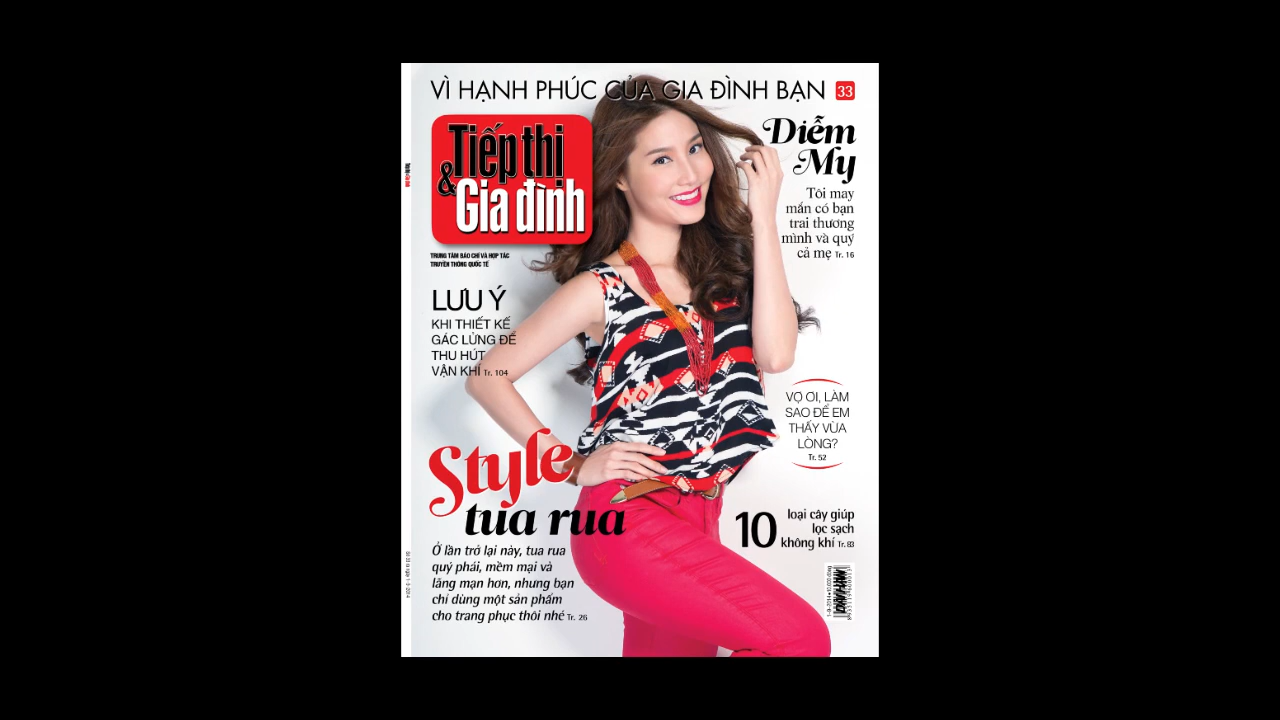 VÌ HẠNH PHÚC CỦA GIA ĐÌNH BẠN 33
Tiếp thị
& Gia đình
TRUNG TÂM BÁO CHÍ VÀ HỢP TÁC
TRUYỀN THÔNG QUỐC TẾ
Diễm
My
Tôi may
mắn có bạn
trai thương
mình và quý
cả mẹ Tr. 16
LƯU Ý
KHI THIẾT KẾ
GÁC LỬNG ĐỂ
THU HÚT
VẬN KHÍ Tr. 104
VỢ ƠI, LÀM
SAO ĐỂ EM
THẤY VỪA
LÒNG?
Tr. 52
Style
tua rua
Ở lần trở lại này, tua rua
quý phái, mềm mại và
lãng mạn hơn, nhưng bạn
chỉ dùng một sản phẩm
cho trang phục thôi nhé Tr. 26
10 loại cây giúp
lọc sạch
không khí Tr. 83